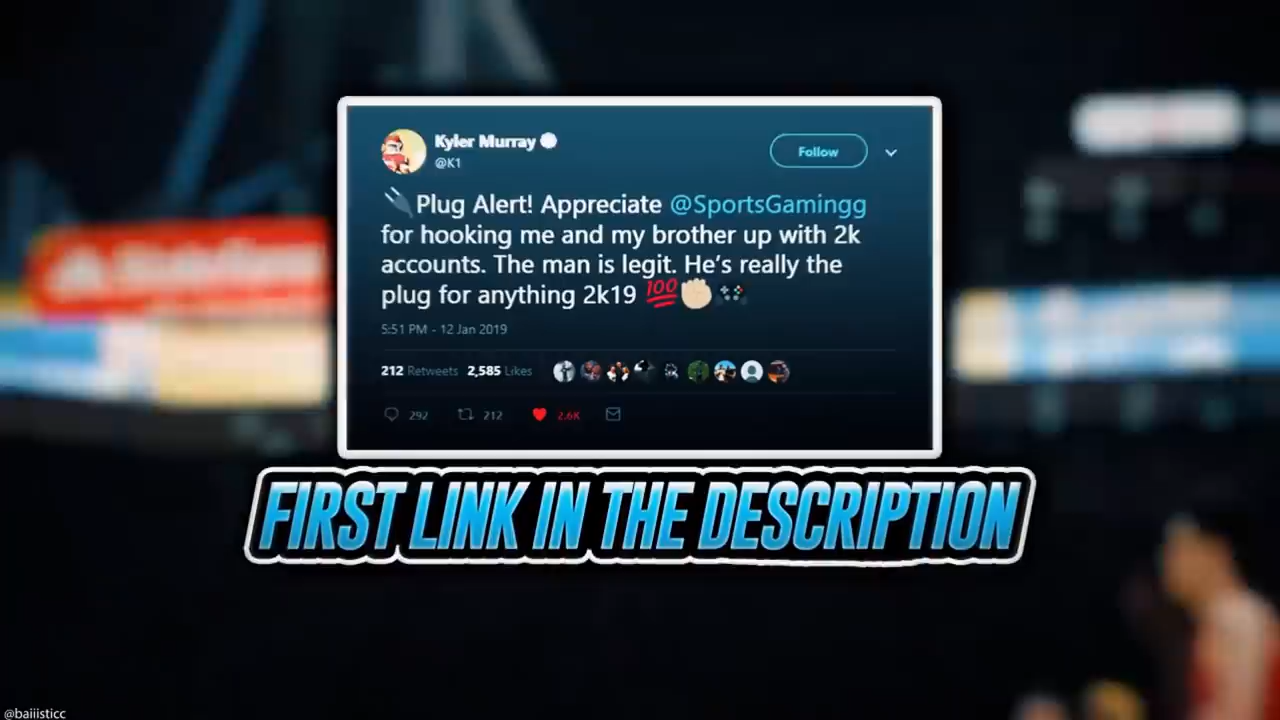 Kyler Murray
@K1
Follow
Plug Alert! Appreciate @SportsGamingg
for hooking me and my brother up with 2k
accounts. The man is legit. He's really the
plug for anything 2k19 💯
5:51 PM - 12 Jan 2019
212 Retweets 2,585 Likes
292 212 2.6K
FIRST LINK IN THE DESCRIPTION
@baiiisticc